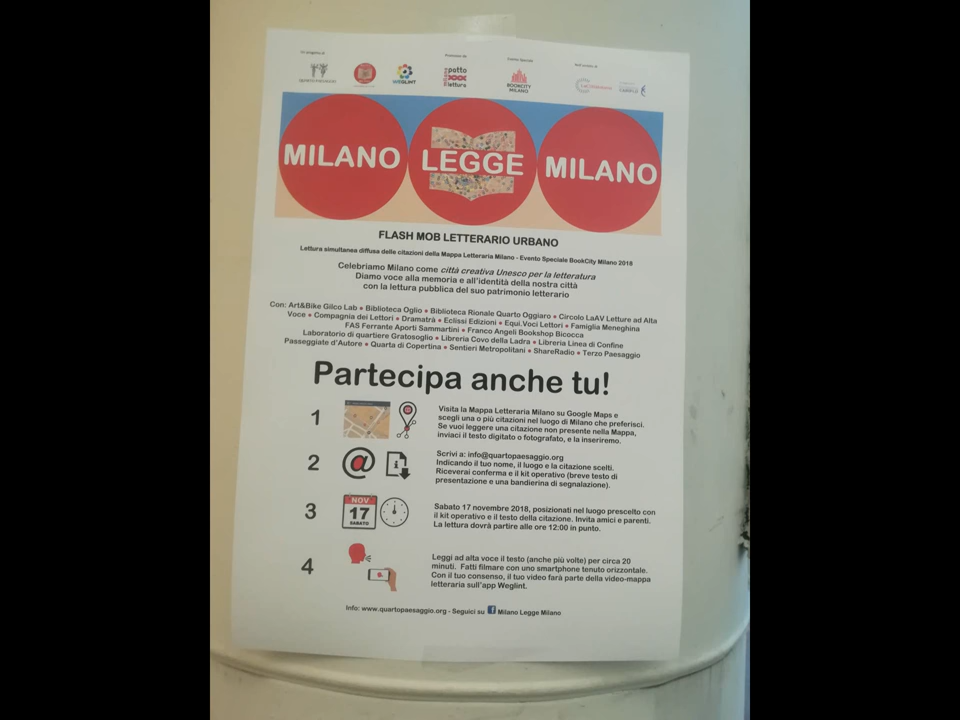 WEGLINT
patto
lettura
BOOKCITY
MILANO
MILANO LEGGE MILANO
FLASH MOB LETTERARIO URBANO
Lettura simultanea diffusa delle citazioni della Mappa Letteraria Milano - Evento Speciale BookCity Milano 2018
Celebriamo Milano come città creativa Unesco per la letteratura
Diamo voce alla memoria e all'identità della nostra città
con la lettura pubblica del suo patrimonio letterario
Con: Art&Bike Gilco Lab • Biblioteca Oglio • Biblioteca Rionale Quarto Oggiaro • Circolo LaAV Letture ad Alta
Voce • Compagnia dei Lettori • Dramatrà • Eclissi Edizioni • Equi.Voci Lettori • Famiglia Meneghina
FAS Ferrante Aporti Sammartini • Franco Angeli Bookshop Bicocca
Laboratorio di quartiere Gratosoglio • Libreria Covo della Ladra • Libreria Linea di Confine
Passeggiate d'Autore • Quarta di Copertina • Sentieri Metropolitani • ShareRadio • Terzo Paesaggio
Partecipa anche tu!
1
Visita la Mappa Letteraria Milano su Google Maps e
scegli una o più citazioni nel luogo di Milano che preferisci.
Se vuoi leggere una citazione non presente nella Mappa,
inviaci il testo digitato o fotografato, e la inseriremo.
2
@
Scrivi a: info@quartopaesaggio.org
Indicando il tuo nome, il luogo e la citazione scelti.
Riceverai conferma e il kit operativo (breve testo di
presentazione e una bandierina di segnalazione).
3
NOV
17
SABATO
Sabato 17 novembre 2018, posizionati nel luogo prescelto con
il kit operativo e il testo della citazione. Invita amici e parenti.
La lettura dovrà partire alle ore 12:00 in punto.
4
Leggi ad alta voce il testo (anche più volte) per circa 20
minuti. Fatti filmare con uno smartphone tenuto orizzontale.
Con il tuo consenso, il tuo video farà parte della video-mappa
letteraria sull'app Weglint.
Info: www.quartopaesaggio.org - Seguici su f Milano Legge Milano